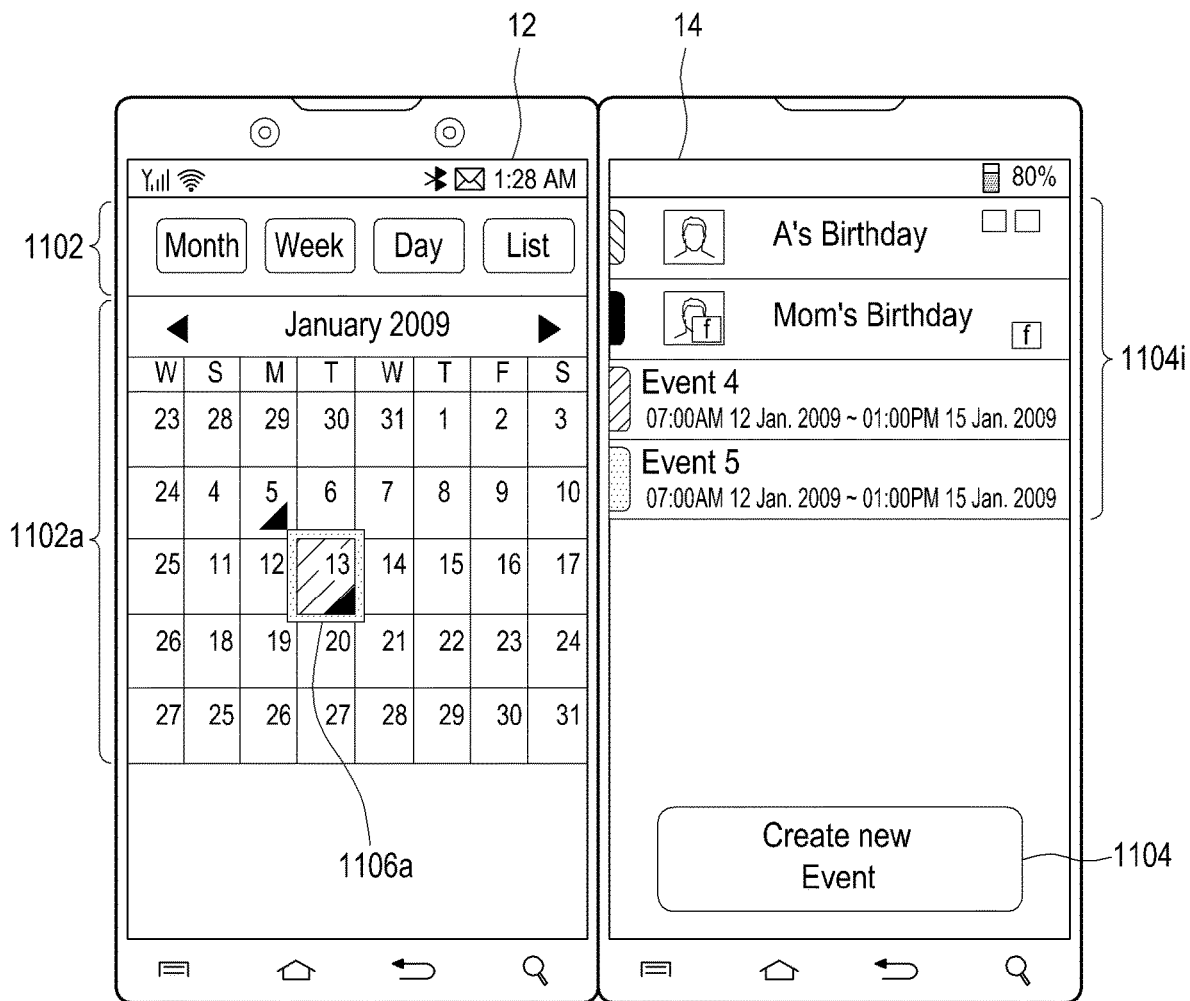 12
14
1:28 AM
80%
1102
Month Week Day List
A's Birthday
January 2009
f
Mom's Birthday
f
1104i
W S M T W T F S
Event 4
07:00AM 12 Jan. 2009 ~ 01:00PM 15 Jan. 2009
23 28 29 30 31 1 2 3
Event 5
07:00AM 12 Jan. 2009 ~ 01:00PM 15 Jan. 2009
24 4 5 6 7 8 9 10
1102a
25 11 12 13 14 15 16 17
26 18 19 20 21 22 23 24
27 25 26 27 28 29 30 31
1106a
Create new
Event
1104